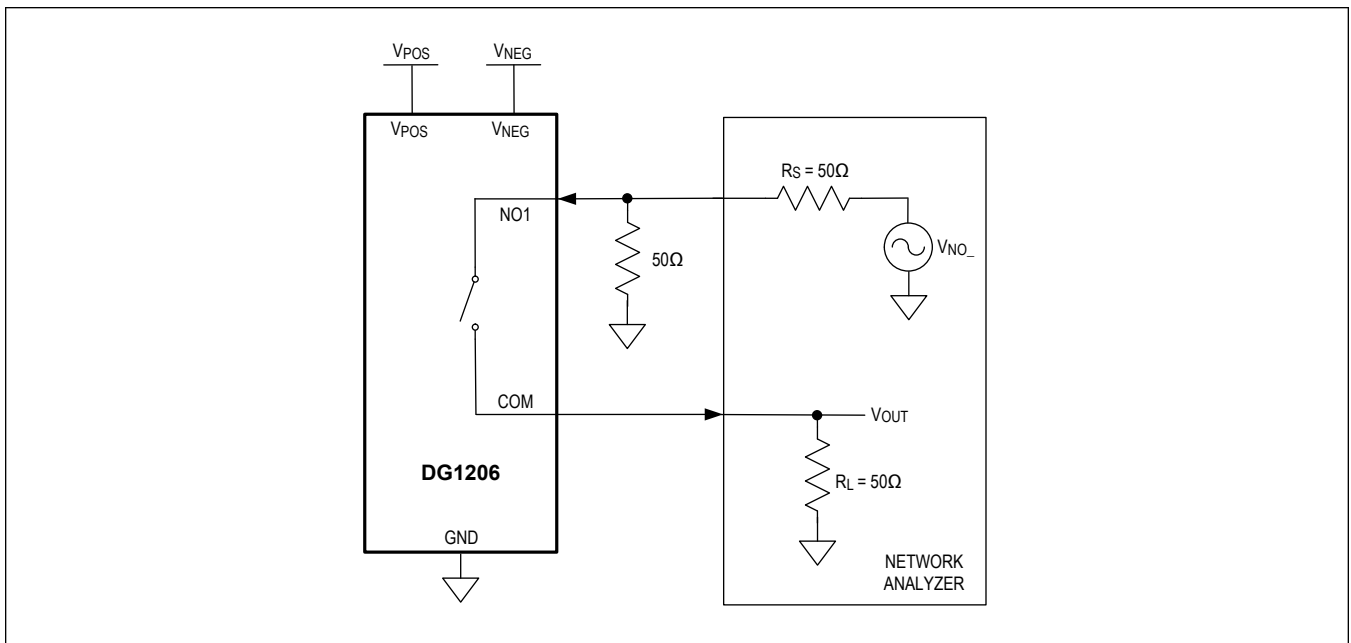 VPOS VNEG
VPOS VNEG
RS = 50Ω
NO1
50Ω
VNO_
COM
VOUT
DG1206
RL = 50Ω
GND
NETWORK
ANALYZER